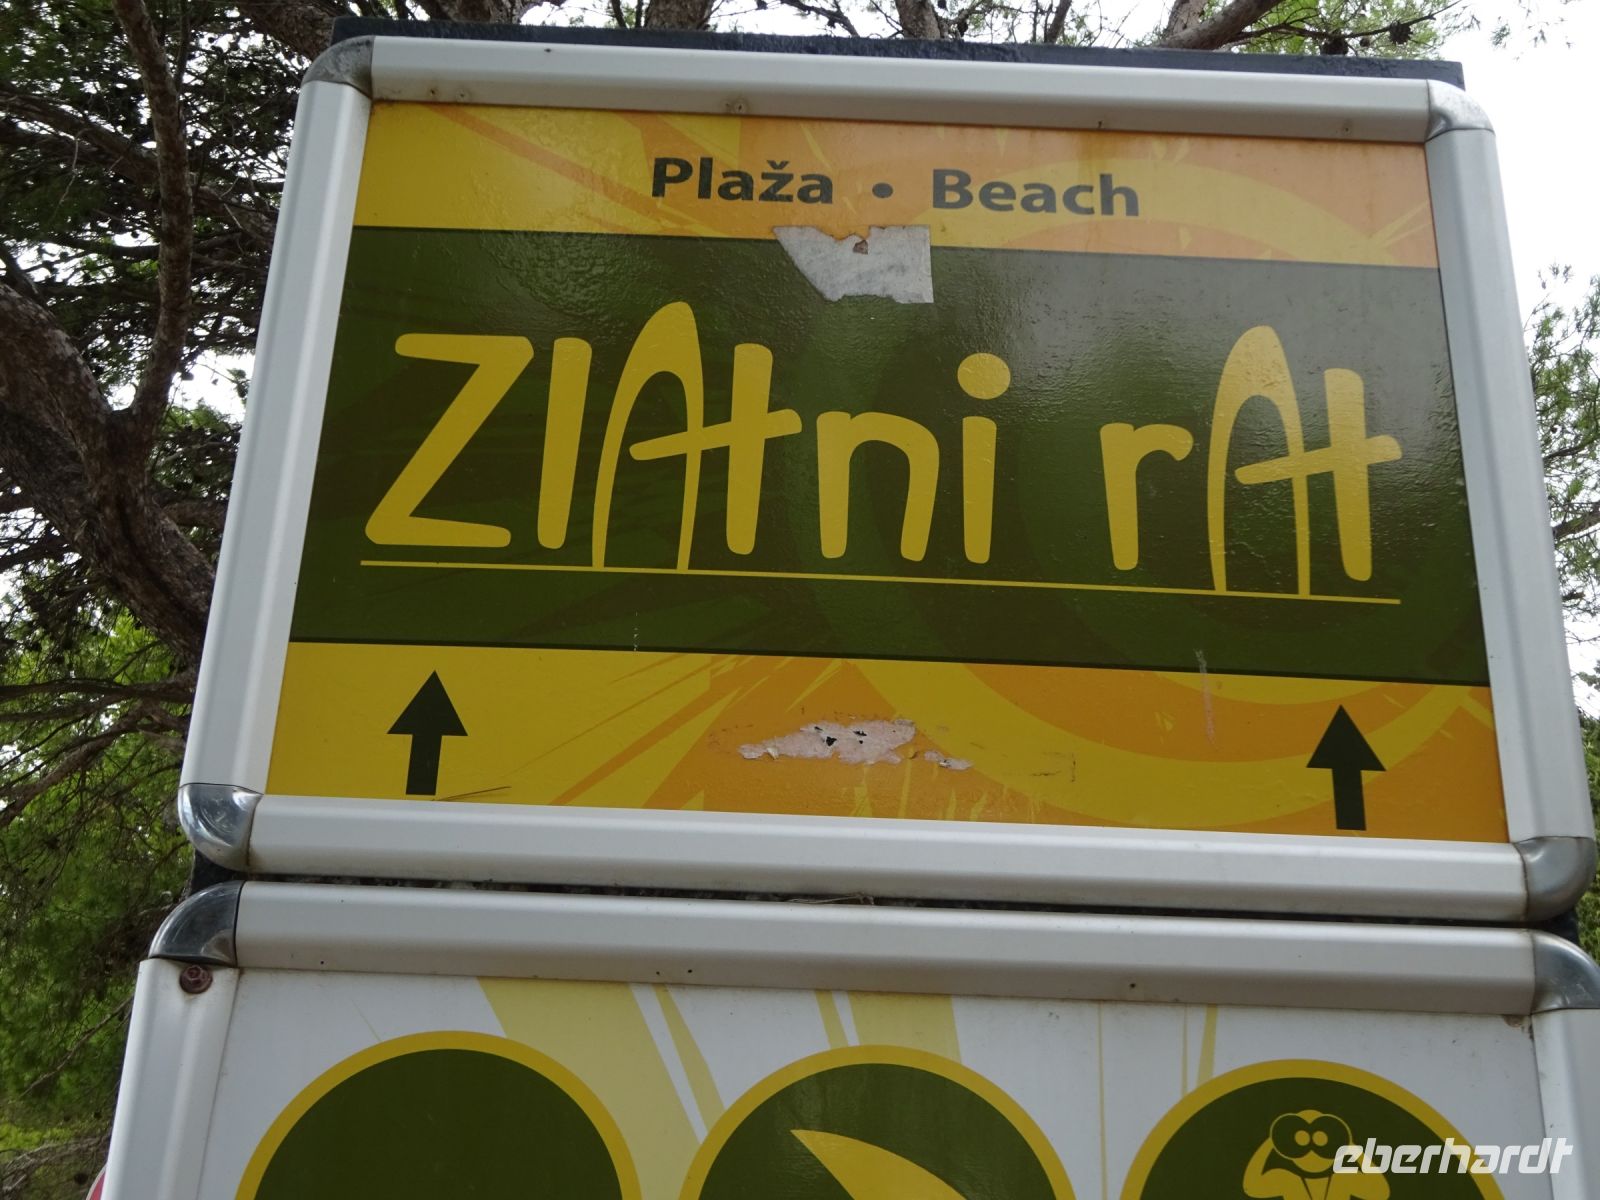 Plaža • Beach
Zlatni rat
eberhardt